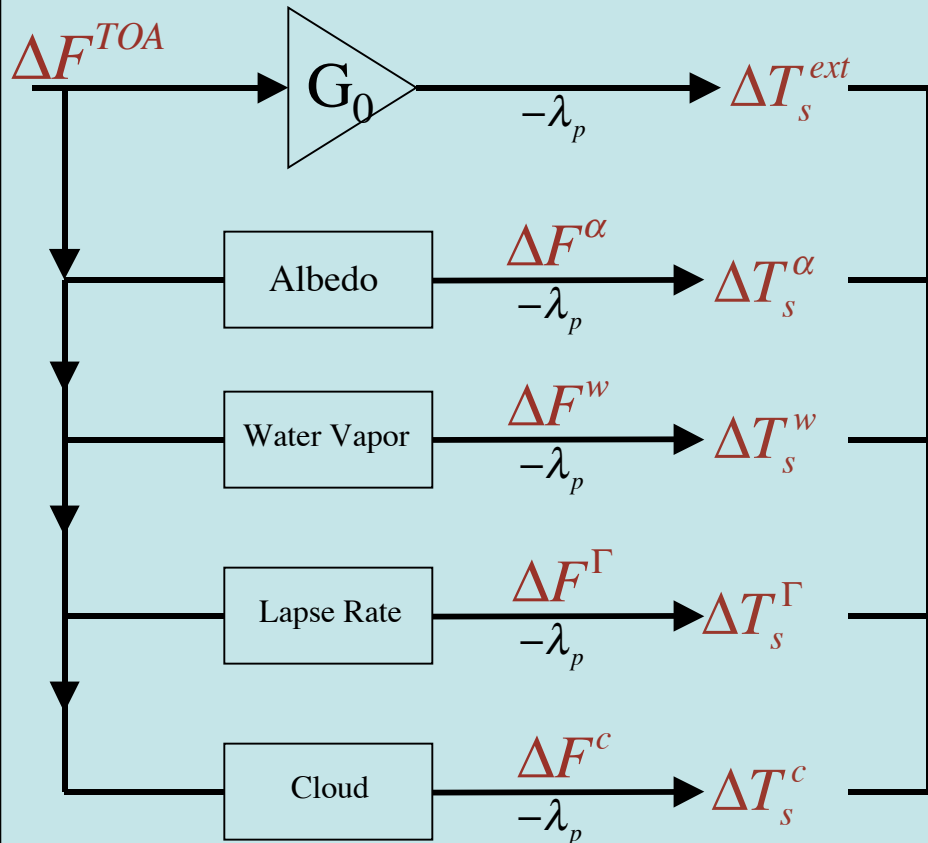 ΔF^{TOA}
G_0
−λ_p
ΔT_s^{ext}
Albedo
ΔF^α
−λ_p
ΔT_s^α
Water Vapor
ΔF^w
−λ_p
ΔT_s^w
Lapse Rate
ΔF^Γ
−λ_p
ΔT_s^Γ
Cloud
ΔF^c
−λ_p
ΔT_s^c